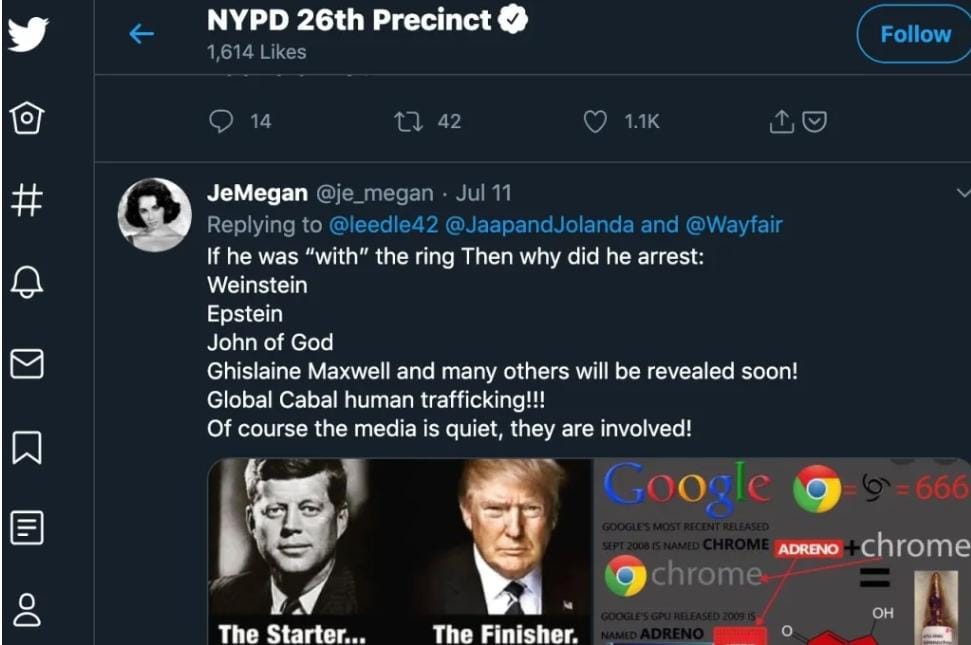 NYPD 26th Precinct
1,614 Likes
Follow
14
42
1.1K
JeMegan @je_megan · Jul 11
Replying to @leedle42 @JaapandJolanda and @Wayfair
If he was “with” the ring Then why did he arrest:
Weinstein
Epstein
John of God
Ghislaine Maxwell and many others will be revealed soon!
Global Cabal human trafficking!!!
Of course the media is quiet, they are involved!
The Starter...
The Finisher.
Google
= = 666
GOOGLE'S MOST RECENT RELEASED
SEPT 2008 IS NAMED CHROME
ADRENO + chrome
chrome
=
GOOGLE'S GPU RELEASED 2009 IS
NAMED ADRENO
O
OH